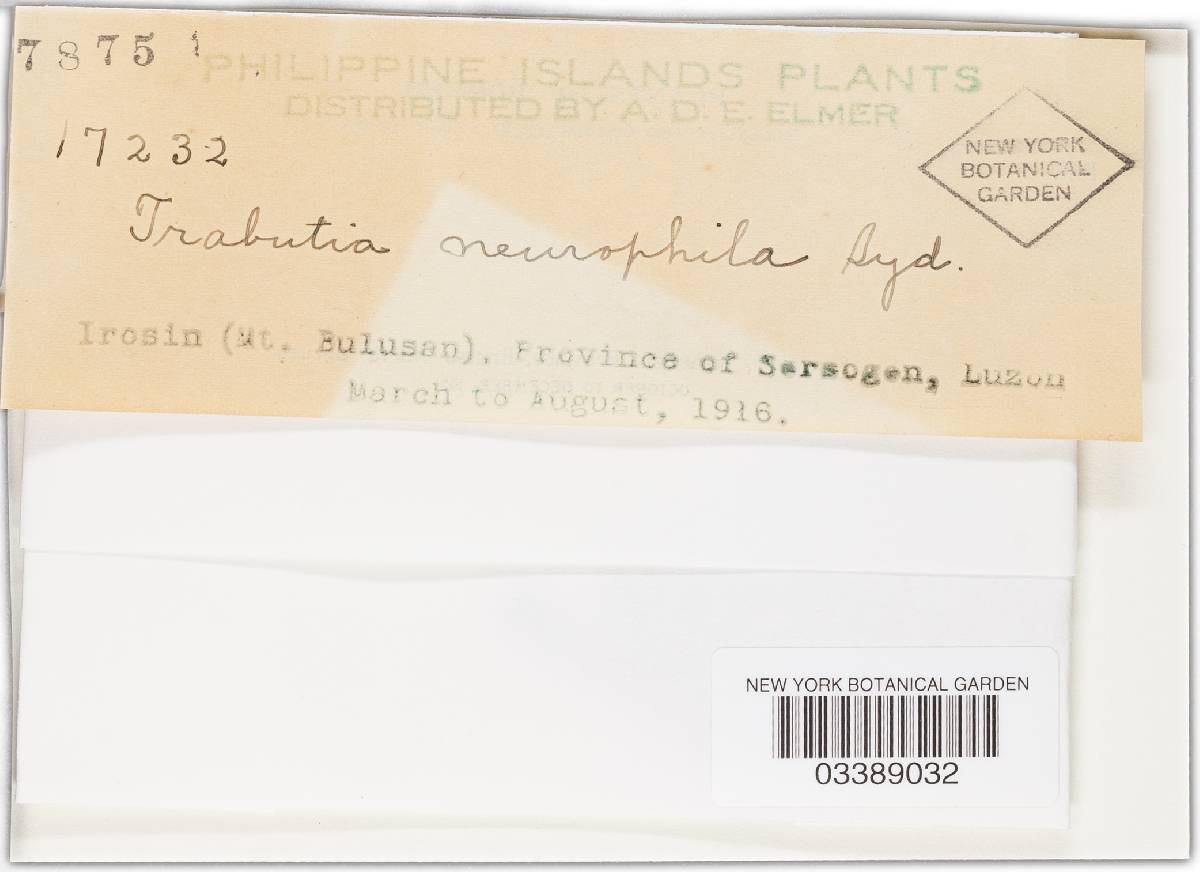 7875
PHILIPPINE ISLANDS PLANTS
DISTRIBUTED BY A. D. E. ELMER
NEW YORK
BOTANICAL
GARDEN
17232
Trabutia neurophila Syd.
Irosin (Mt. Bulusan), Province of Sorsogon, Luzon
March to August, 1916.
NEW YORK BOTANICAL GARDEN
03389032